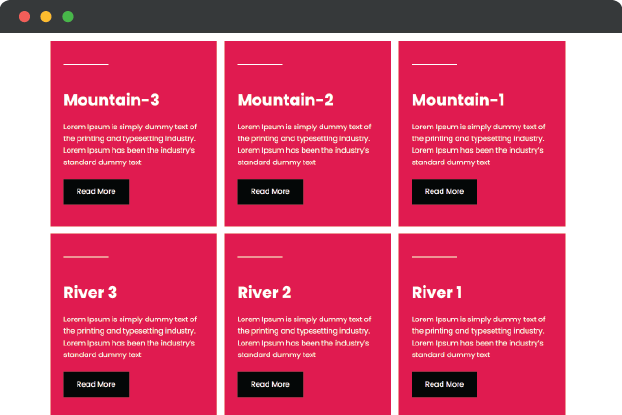 Mountain-3
Lorem Ipsum is simply dummy text of
the printing and typesetting industry.
Lorem Ipsum has been the industry's
standard dummy text
Read More
Mountain-2
Lorem Ipsum is simply dummy text of
the printing and typesetting industry.
Lorem Ipsum has been the industry's
standard dummy text
Read More
Mountain-1
Lorem Ipsum is simply dummy text of
the printing and typesetting industry.
Lorem Ipsum has been the industry's
standard dummy text
Read More
River 3
Lorem Ipsum is simply dummy text of
the printing and typesetting industry.
Lorem Ipsum has been the industry's
standard dummy text
Read More
River 2
Lorem Ipsum is simply dummy text of
the printing and typesetting industry.
Lorem Ipsum has been the industry's
standard dummy text
Read More
River 1
Lorem Ipsum is simply dummy text of
the printing and typesetting industry.
Lorem Ipsum has been the industry's
standard dummy text
Read More